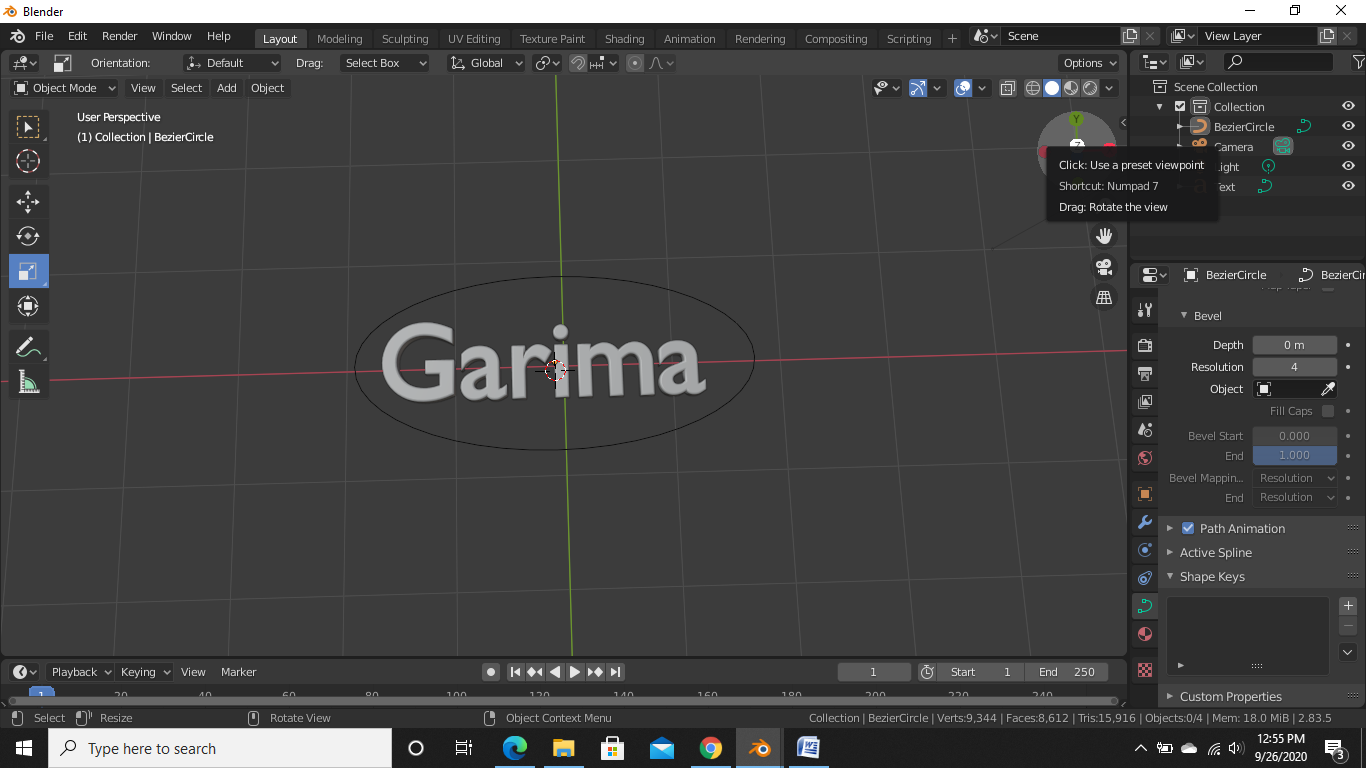 Blender
File Edit Render Window Help
Layout Modeling Sculpting UV Editing Texture Paint Shading Animation Rendering Compositing Scripting
Scene
View Layer
Orientation: Default Drag: Select Box Global Options
Object Mode View Select Add Object
User Perspective
(1) Collection | BezierCircle
Scene Collection
Collection
BezierCircle
Camera
Light
Text
Y
Z
Click: Use a preset viewpoint
Shortcut: Numpad 7
Drag: Rotate the view
Garima
BezierCircle BezierCir
Bevel
Depth 0 m
Resolution 4
Object
Fill Caps
Bevel Start 0.000
End 1.000
Bevel Mappin... Resolution
End Resolution
Path Animation
Active Spline
Shape Keys
Custom Properties
Playback Keying View Marker
1 Start 1 End 250
1 20 40 60 80 100 120 140 160 180 200 220 240
Select Resize Rotate View Object Context Menu
Collection | BezierCircle | Verts:9,344 | Faces:8,612 | Tris:15,916 | Objects:0/4 | Mem: 18.0 MiB | 2.83.5
Type here to search
12:55 PM
9/26/2020
3